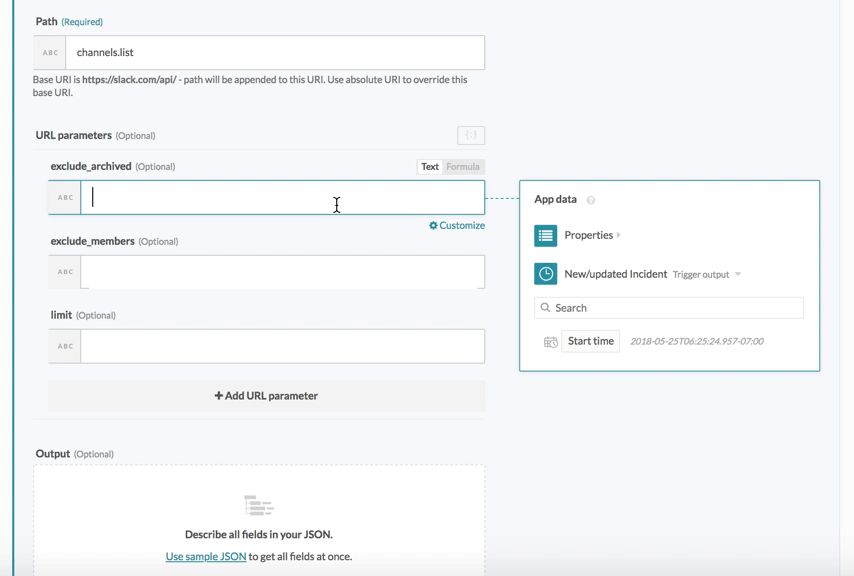 Path (Required)
ABC channels.list
Base URI is https://slack.com/api/ - path will be appended to this URI. Use absolute URI to override this
base URI.
URL parameters (Optional) {:}
exclude_archived (Optional) Text Formula
ABC
Customize
exclude_members (Optional)
ABC
limit (Optional)
ABC
+ Add URL parameter
Output (Optional)
Describe all fields in your JSON.
Use sample JSON to get all fields at once.
App data ?
Properties
New/updated Incident Trigger output
Search
Start time 2018-05-25T06:25:24.957-07:00